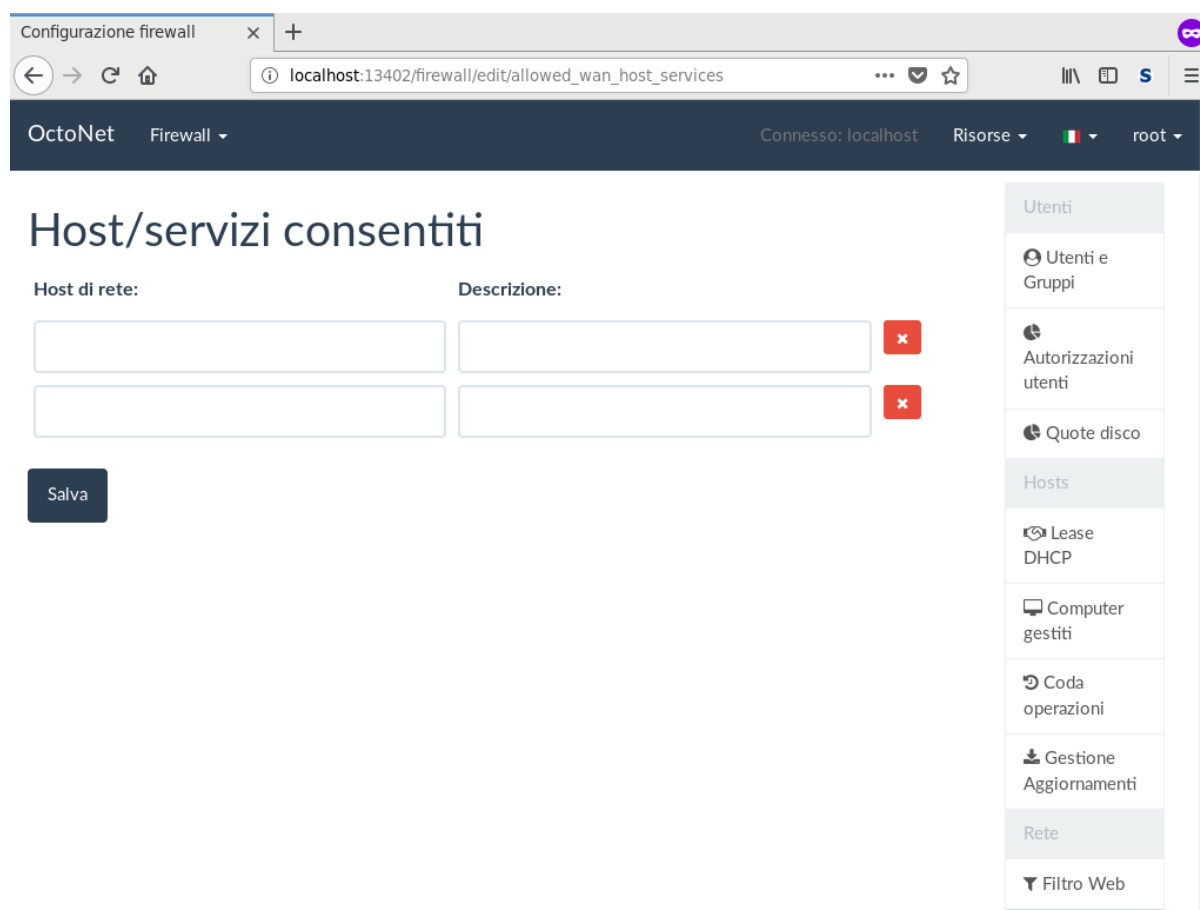 Configurazione firewall
localhost:13402/firewall/edit/allowed_wan_host_services
S
OctoNet Firewall Connesso: localhost Risorse root
Host/servizi consentiti
Host di rete: Descrizione:
Salva
Utenti
Utenti e
Gruppi
Autorizzazioni
utenti
Quote disco
Hosts
Lease
DHCP
Computer
gestiti
Coda
operazioni
Gestione
Aggiornamenti
Rete
Filtro Web